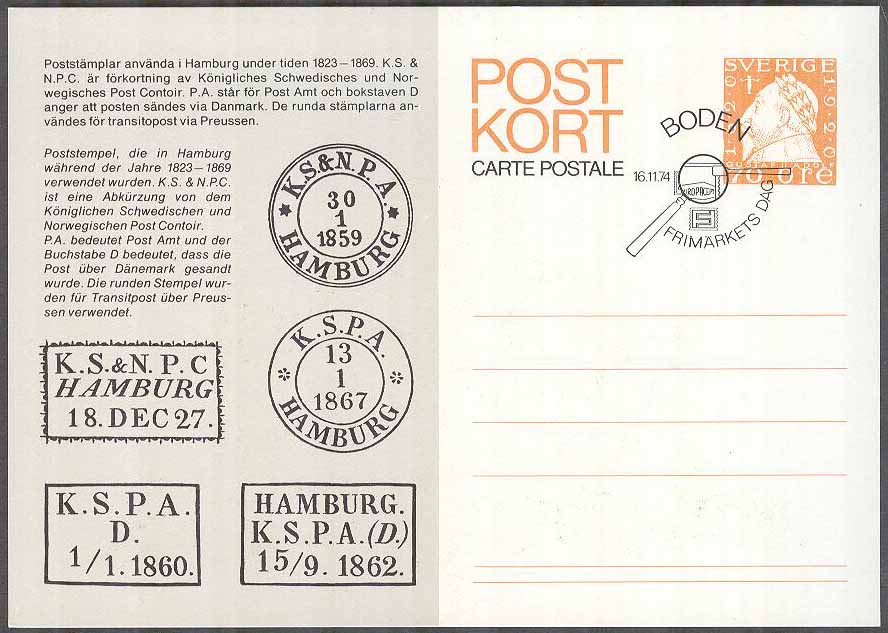 Poststämplar använda i Hamburg under tiden 1823–1869. K.S. &
N.P.C. är förkortning av Königliches Schwedisches und Nor-
wegisches Post Contoir. P.A. står för Post Amt och bokstaven D
anger att posten sändes via Danmark. De runda stämplarna an-
vändes för transitopost via Preussen.
Poststempel, die in Hamburg
während der Jahre 1823–1869
verwendet wurden. K.S. & N.P.C.
ist eine Abkürzung von dem
Königlichen Schwedischen und
Norwegischen Post Contoir.
P.A. bedeutet Post Amt und der
Buchstabe D bedeutet, dass die
Post über Dänemark gesandt
wurde. Die runden Stempel wur-
den für Transitpost über Preus-
sen verwendet.
K.S.&N.P.A.
30
1
1859
HAMBURG
K.S.P.A.
13
1
1867
HAMBURG
K.S.&N.P.C
HAMBURG
18.DEC 27.
K.S.P.A.
D.
1/1.1860.
HAMBURG.
K.S.P.A.(D.)
15/9. 1862.
POST
KORT
CARTE POSTALE
SVERIGE
1920
GUSTAF II ADOLF
70 öre
BODEN
16.11.74
FRIMÄRKETS DAG